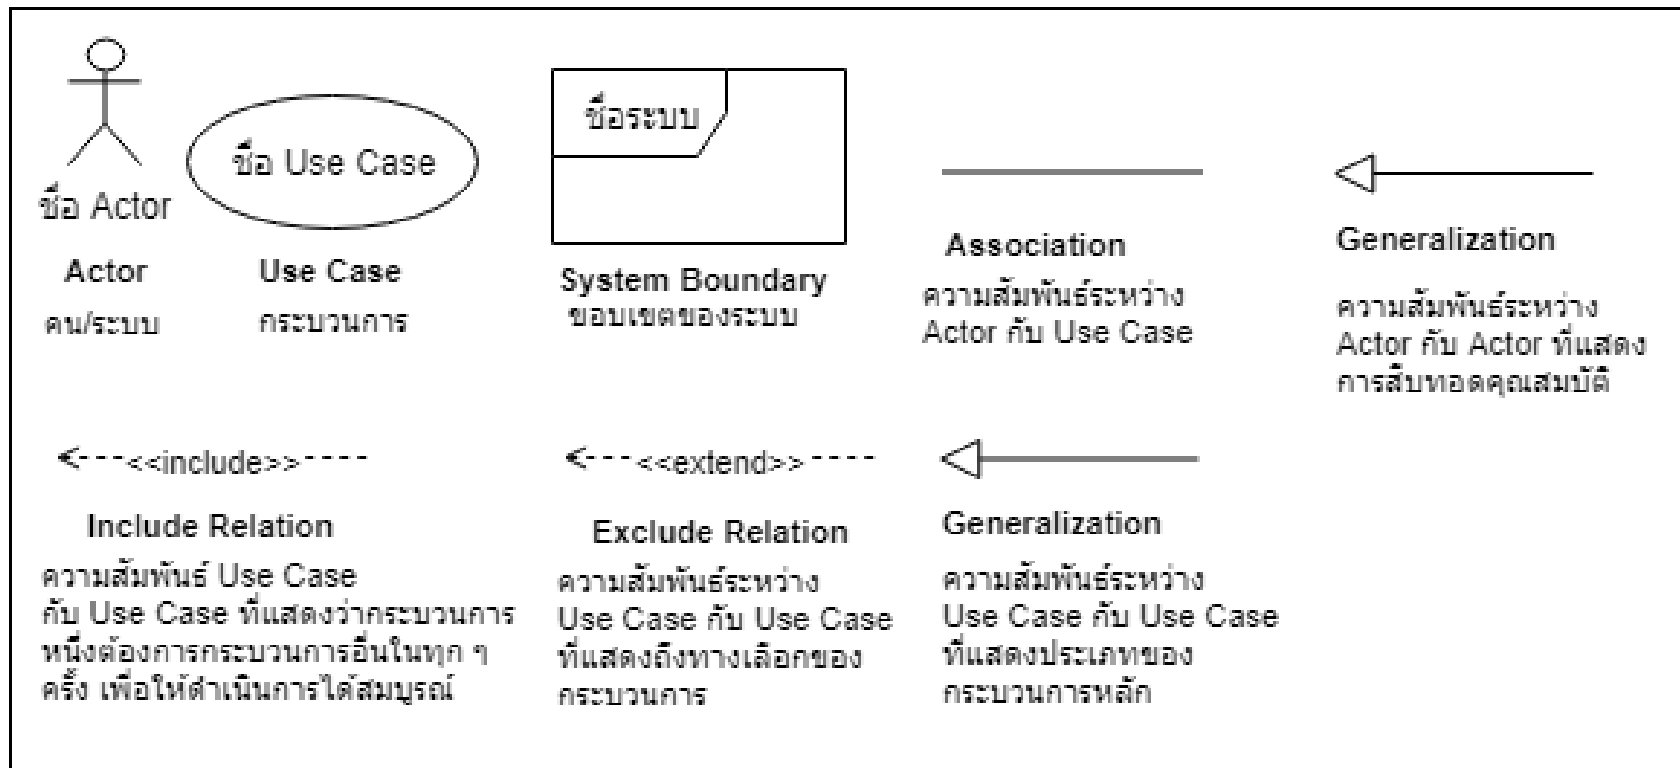 ชื่อ Actor
Actor
คน/ระบบ
ชื่อ Use Case
Use Case
กระบวนการ
ชื่อระบบ
System Boundary
ขอบเขตของระบบ
Association
ความสัมพันธ์ระหว่าง
Actor กับ Use Case
Generalization
ความสัมพันธ์ระหว่าง
Actor กับ Actor ที่แสดง
การสืบทอดคุณสมบัติ
<<include>>
Include Relation
ความสัมพันธ์ Use Case
กับ Use Case ที่แสดงว่ากระบวนการ
หนึ่งต้องการกระบวนการอื่นในทุก ๆ
ครั้ง เพื่อให้ดำเนินการได้สมบูรณ์
<<extend>>
Exclude Relation
ความสัมพันธ์ระหว่าง
Use Case กับ Use Case
ที่แสดงถึงทางเลือกของ
กระบวนการ
Generalization
ความสัมพันธ์ระหว่าง
Use Case กับ Use Case
ที่แสดงประเภทของ
กระบวนการหลัก